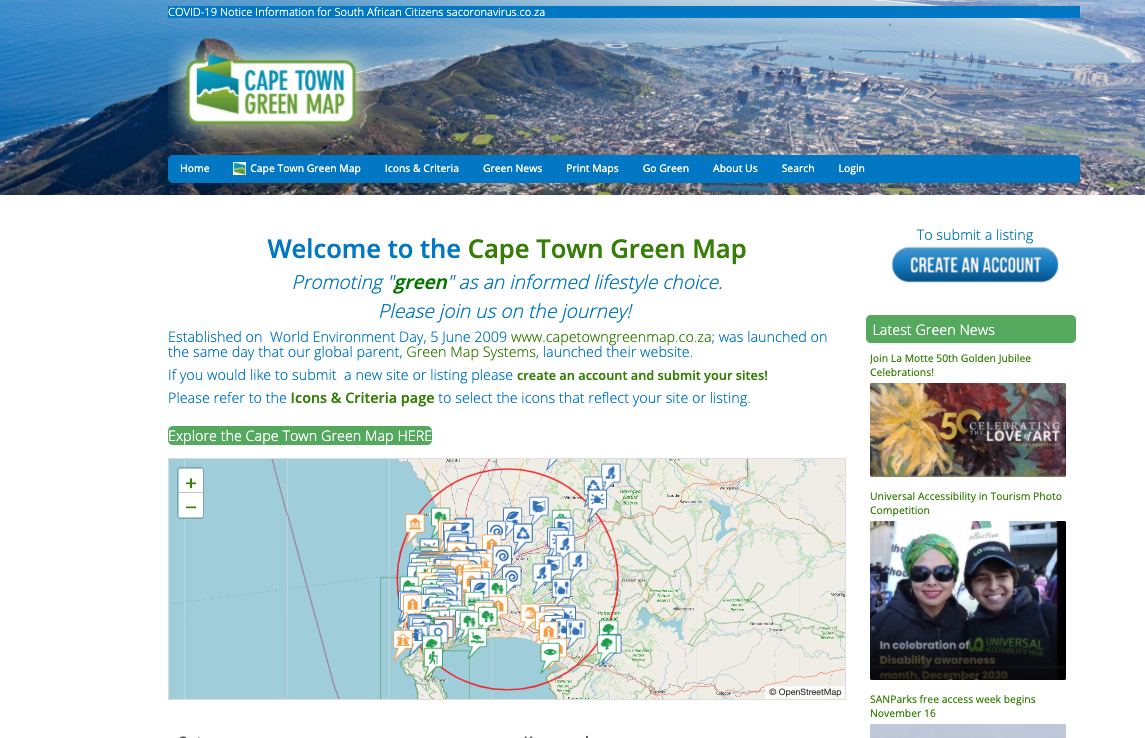 COVID-19 Notice Information for South African Citizens sacoronavirus.co.za
CAPE TOWN
GREEN MAP
Home Cape Town Green Map Icons & Criteria Green News Print Maps Go Green About Us Search Login
Welcome to the Cape Town Green Map
Promoting "green" as an informed lifestyle choice.
Please join us on the journey!
Established on World Environment Day, 5 June 2009 www.capetowngreenmap.co.za; was launched on
the same day that our global parent, Green Map Systems, launched their website.
If you would like to submit a new site or listing please create an account and submit your sites!
Please refer to the Icons & Criteria page to select the icons that reflect your site or listing.
Explore the Cape Town Green Map HERE
+
−
© OpenStreetMap
To submit a listing
CREATE AN ACCOUNT
Latest Green News
Join La Motte 50th Golden Jubilee
Celebrations!
50
CELEBRATING
THE LOVE of ART
Universal Accessibility in Tourism Photo
Competition
In celebration of
UNIVERSAL
ACCESSIBILITY HUB
Disability awareness
month, December 2020
SANParks free access week begins
November 16